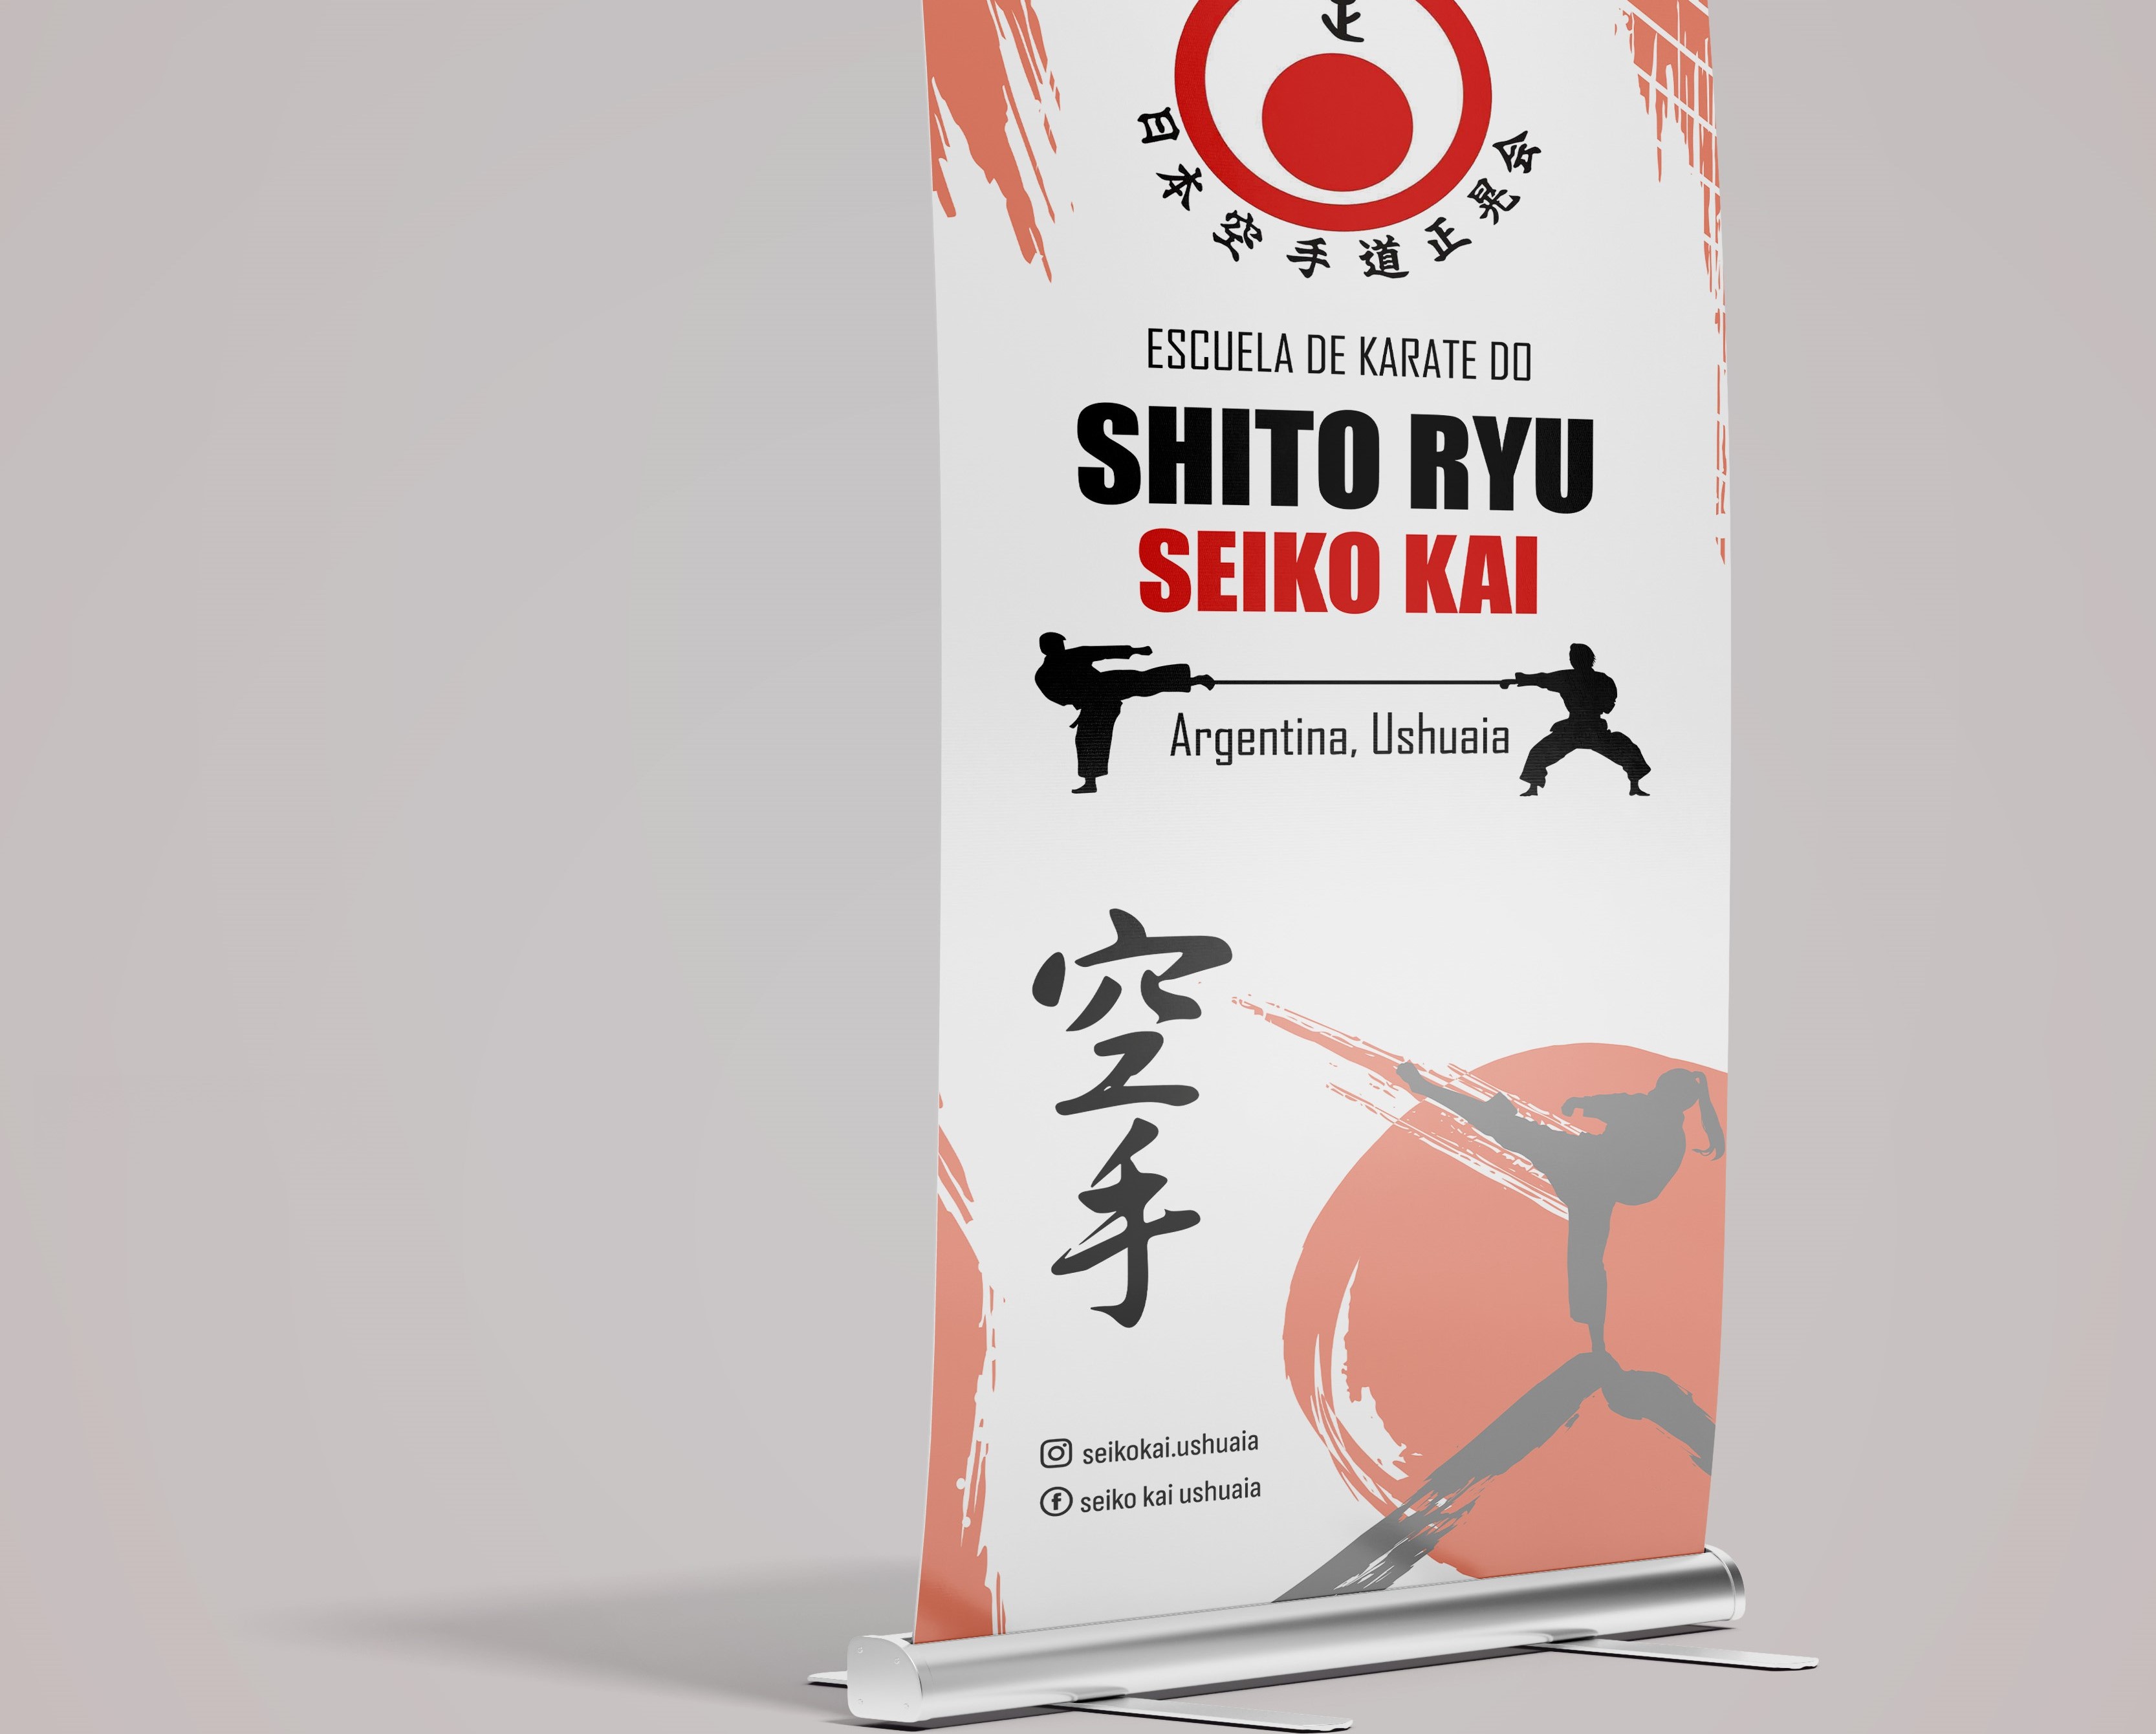 正
日本空手道正晃会
ESCUELA DE KARATE DO
SHITO RYU
SEIKO KAI
Argentina, Ushuaia
空手
seikokai.ushuaia
seiko kai ushuaia